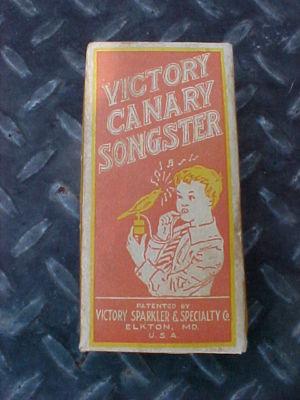 VICTORY
CANARY
SONGSTER
PATENTED BY
VICTORY SPARKLER & SPECIALTY Co.
ELKTON, MD.
U.S.A.